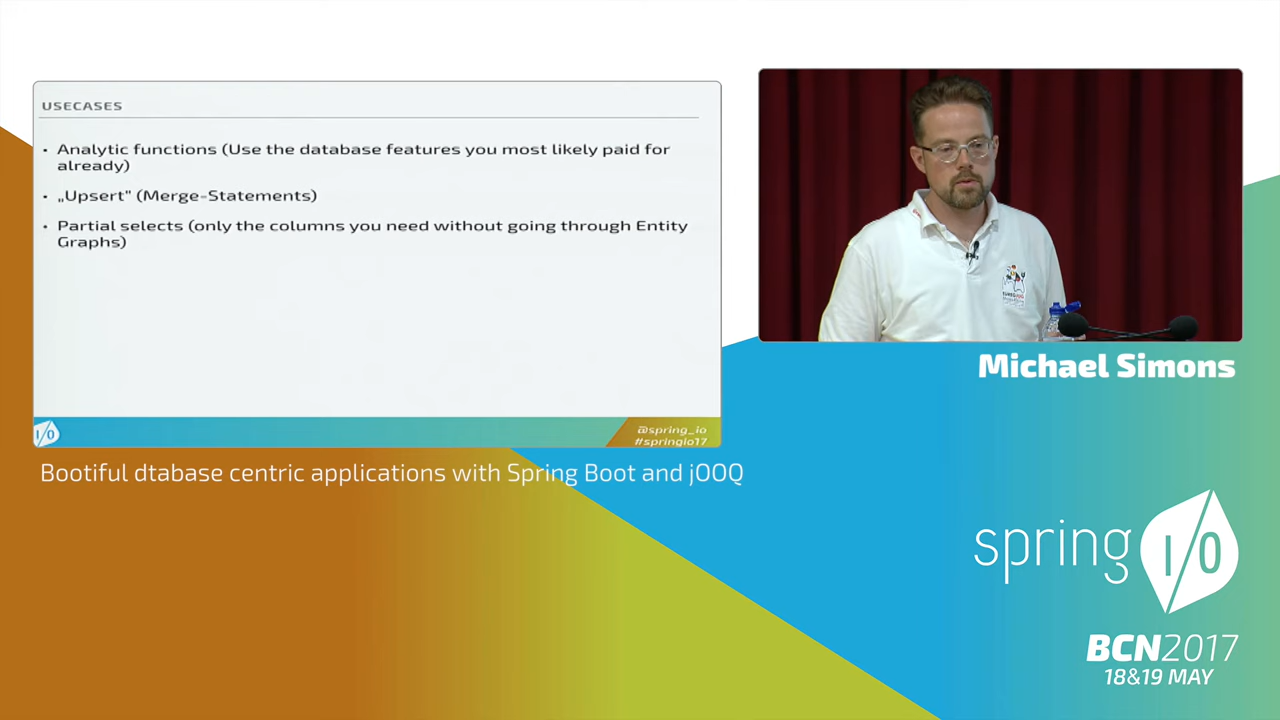 USECASES
• Analytic functions (Use the database features you most likely paid for
already)
• „Upsert" (Merge-Statements)
• Partial selects (only the columns you need without going through Entity
Graphs)
I/O
@spring_io
#springio17
Michael Simons
Bootiful dtabase centric applications with Spring Boot and jOOQ
spring I/O
BCN2017
18&19 MAY